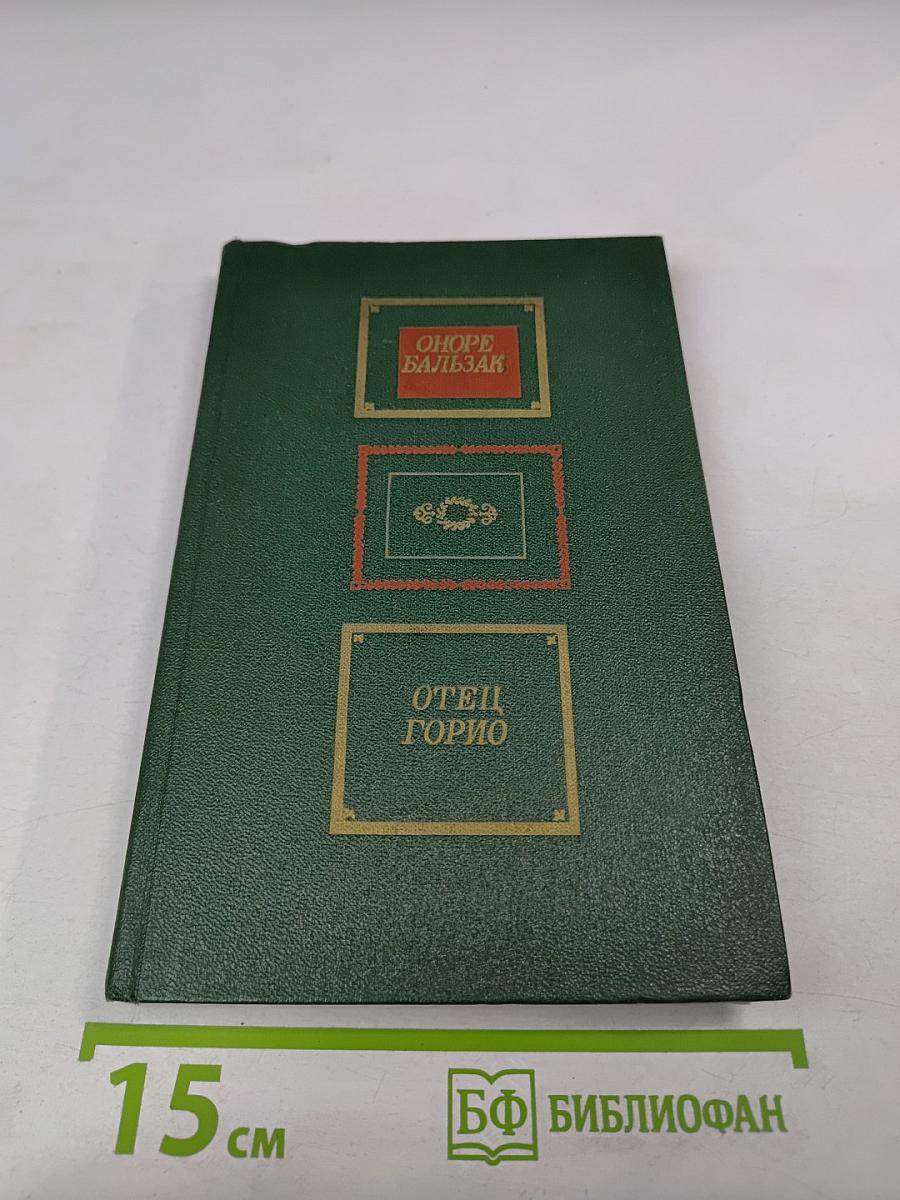 ОНОРЕ
БАЛЬЗАК
ОТЕЦ
ГОРИО
15 см
БФ БИБЛИОФАН